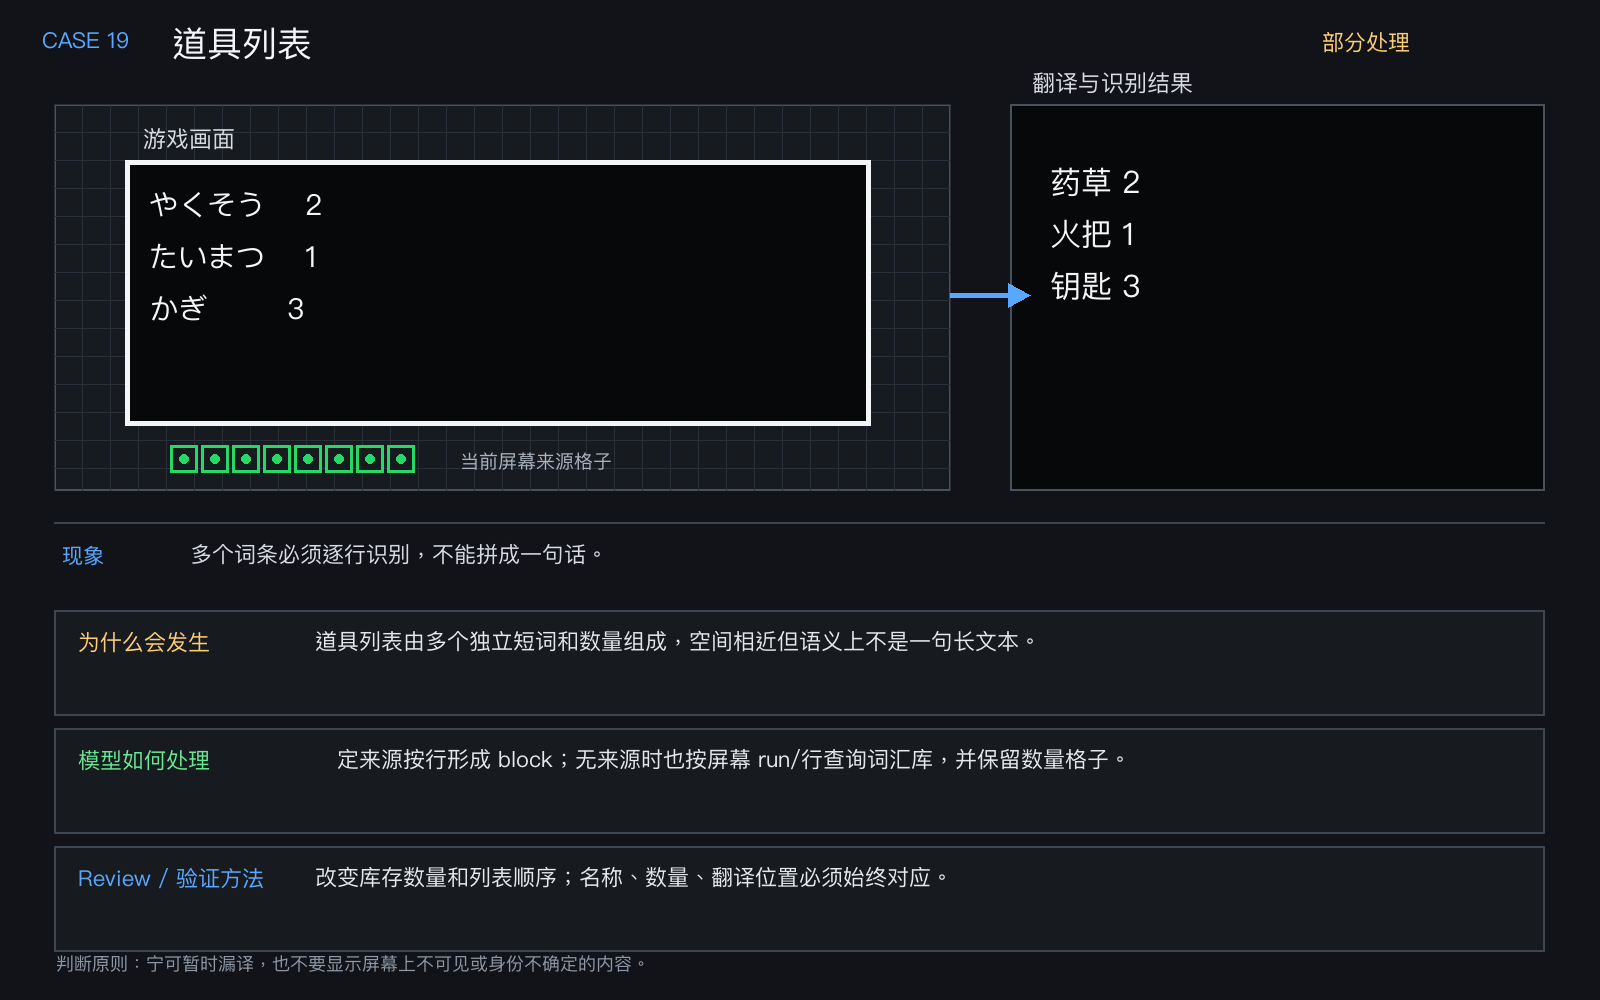 CASE 19 道具列表 部分处理
翻译与识别结果
游戏画面
やくそう 2
たいまつ 1
かぎ 3
当前屏幕来源格子
药草 2
火把 1
钥匙 3
现象 多个词条必须逐行识别，不能拼成一句话。
为什么会发生 道具列表由多个独立短词和数量组成，空间相近但语义上不是一句长文本。
模型如何处理 定来源按行形成 block；无来源时也按屏幕 run/行查询词汇库，并保留数量格子。
Review / 验证方法 改变库存数量和列表顺序；名称、数量、翻译位置必须始终对应。
判断原则：宁可暂时漏译，也不要显示屏幕上不可见或身份不确定的内容。